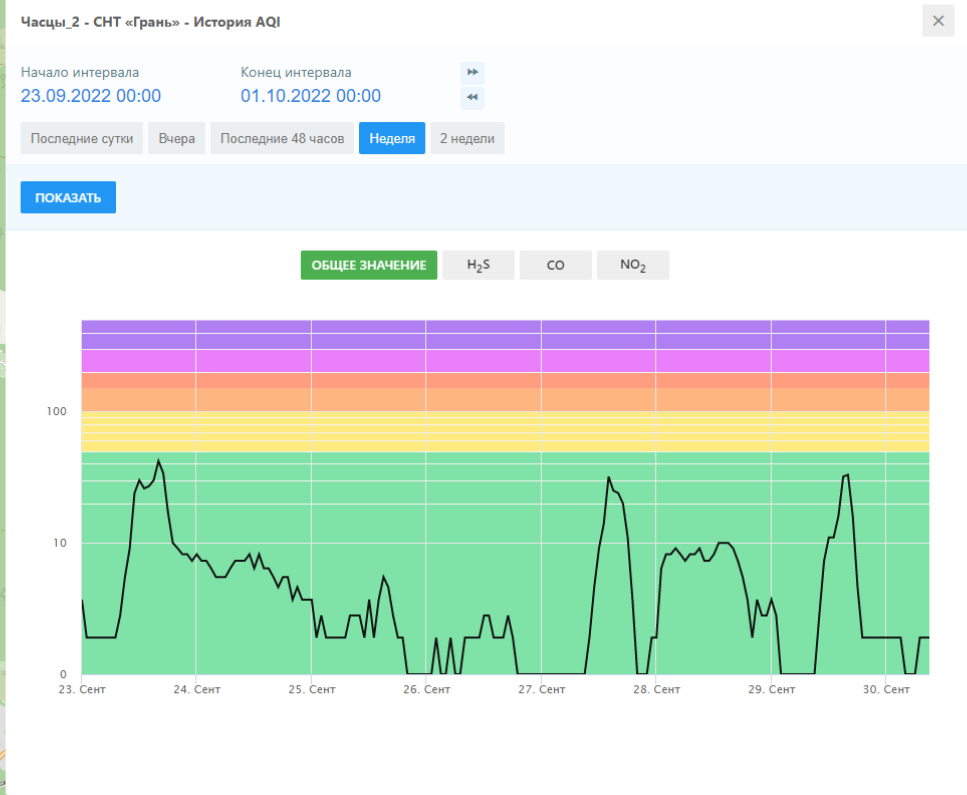 Часцы_2 - СНТ «Грань» - История AQI
Начало интервала Конец интервала
23.09.2022 00:00 01.10.2022 00:00
Последние сутки Вчера Последние 48 часов Неделя 2 недели
ПОКАЗАТЬ
ОБЩЕЕ ЗНАЧЕНИЕ H₂S CO NO₂
100
10
0
23. Сент 24. Сент 25. Сент 26. Сент 27. Сент 28. Сент 29. Сент 30. Сент